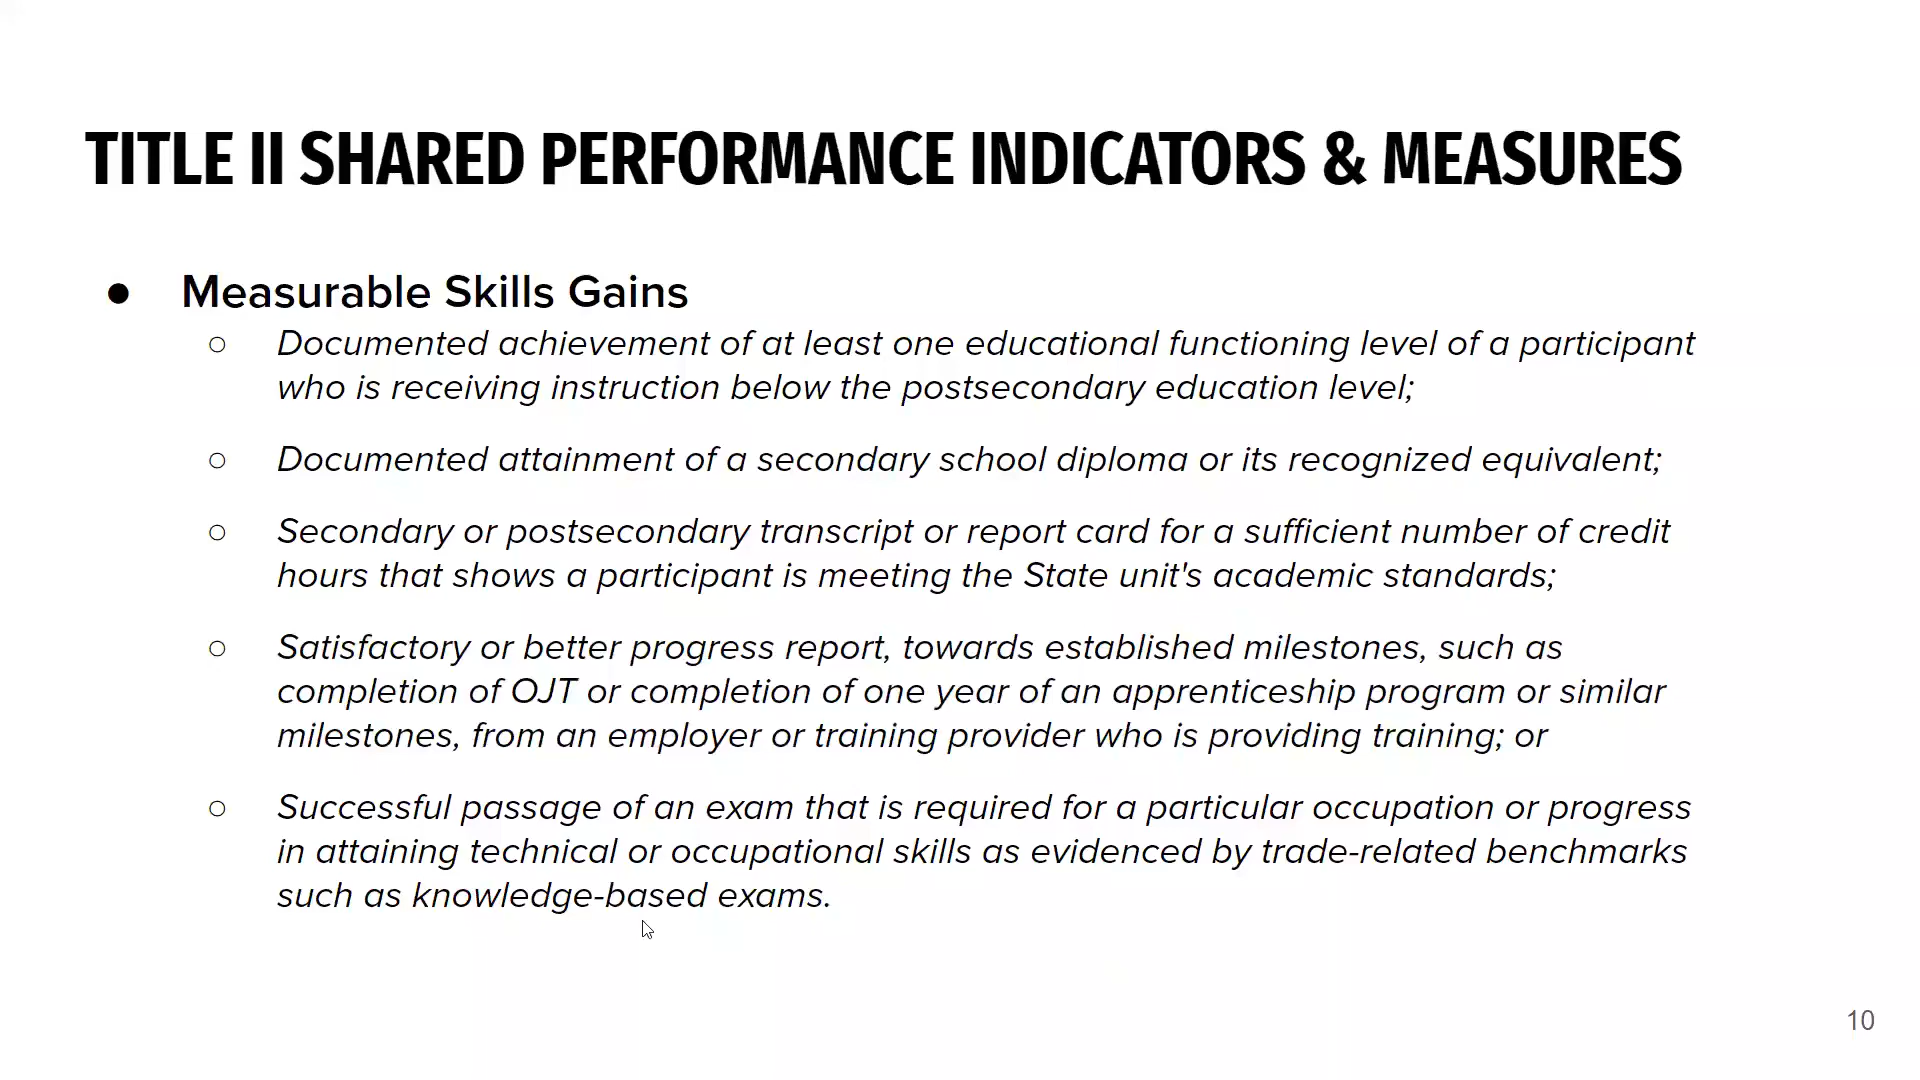 TITLE II SHARED PERFORMANCE INDICATORS & MEASURES
● Measurable Skills Gains
○ Documented achievement of at least one educational functioning level of a participant
who is receiving instruction below the postsecondary education level;
○ Documented attainment of a secondary school diploma or its recognized equivalent;
○ Secondary or postsecondary transcript or report card for a sufficient number of credit
hours that shows a participant is meeting the State unit's academic standards;
○ Satisfactory or better progress report, towards established milestones, such as
completion of OJT or completion of one year of an apprenticeship program or similar
milestones, from an employer or training provider who is providing training; or
○ Successful passage of an exam that is required for a particular occupation or progress
in attaining technical or occupational skills as evidenced by trade-related benchmarks
such as knowledge-based exams.
10